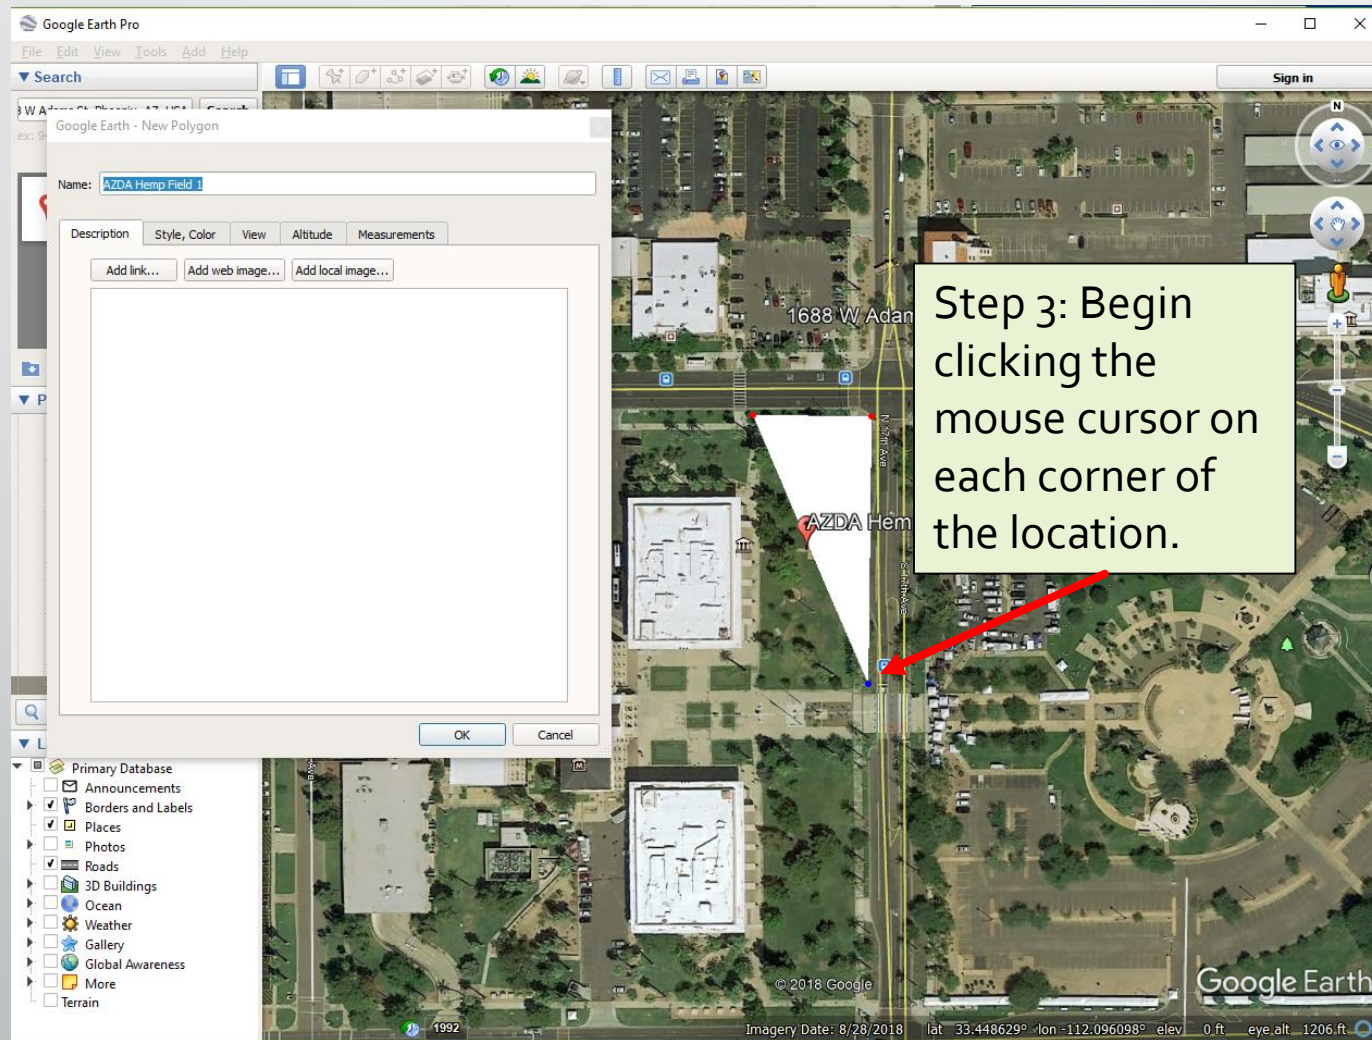 Google Earth Pro
File Edit View Tools Add Help
▼ Search
Sign in
Search
Google Earth - New Polygon
Name: AZDA Hemp Field 1
Description Style, Color View Altitude Measurements
Add link... Add web image... Add local image...
OK Cancel
Primary Database
Announcements
Borders and Labels
Places
Photos
Roads
3D Buildings
Ocean
Weather
Gallery
Global Awareness
More
Terrain
N
1688 W Adam
N 17th Ave
AZDA Hem
S 17th Ave
Step 3: Begin
clicking the
mouse cursor on
each corner of
the location.
© 2018 Google
Google Earth
1992
Imagery Date: 8/28/2018 lat 33.448629° lon -112.096098° elev 0 ft eye alt 1206 ft